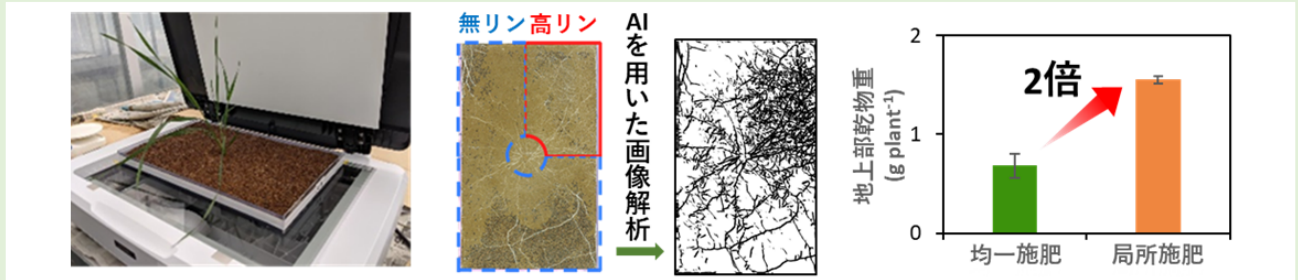 無リン 高リン
AIを用いた画像解析
2
1
0
地上部乾物重
(g plant⁻¹)
2倍
均一施肥
局所施肥